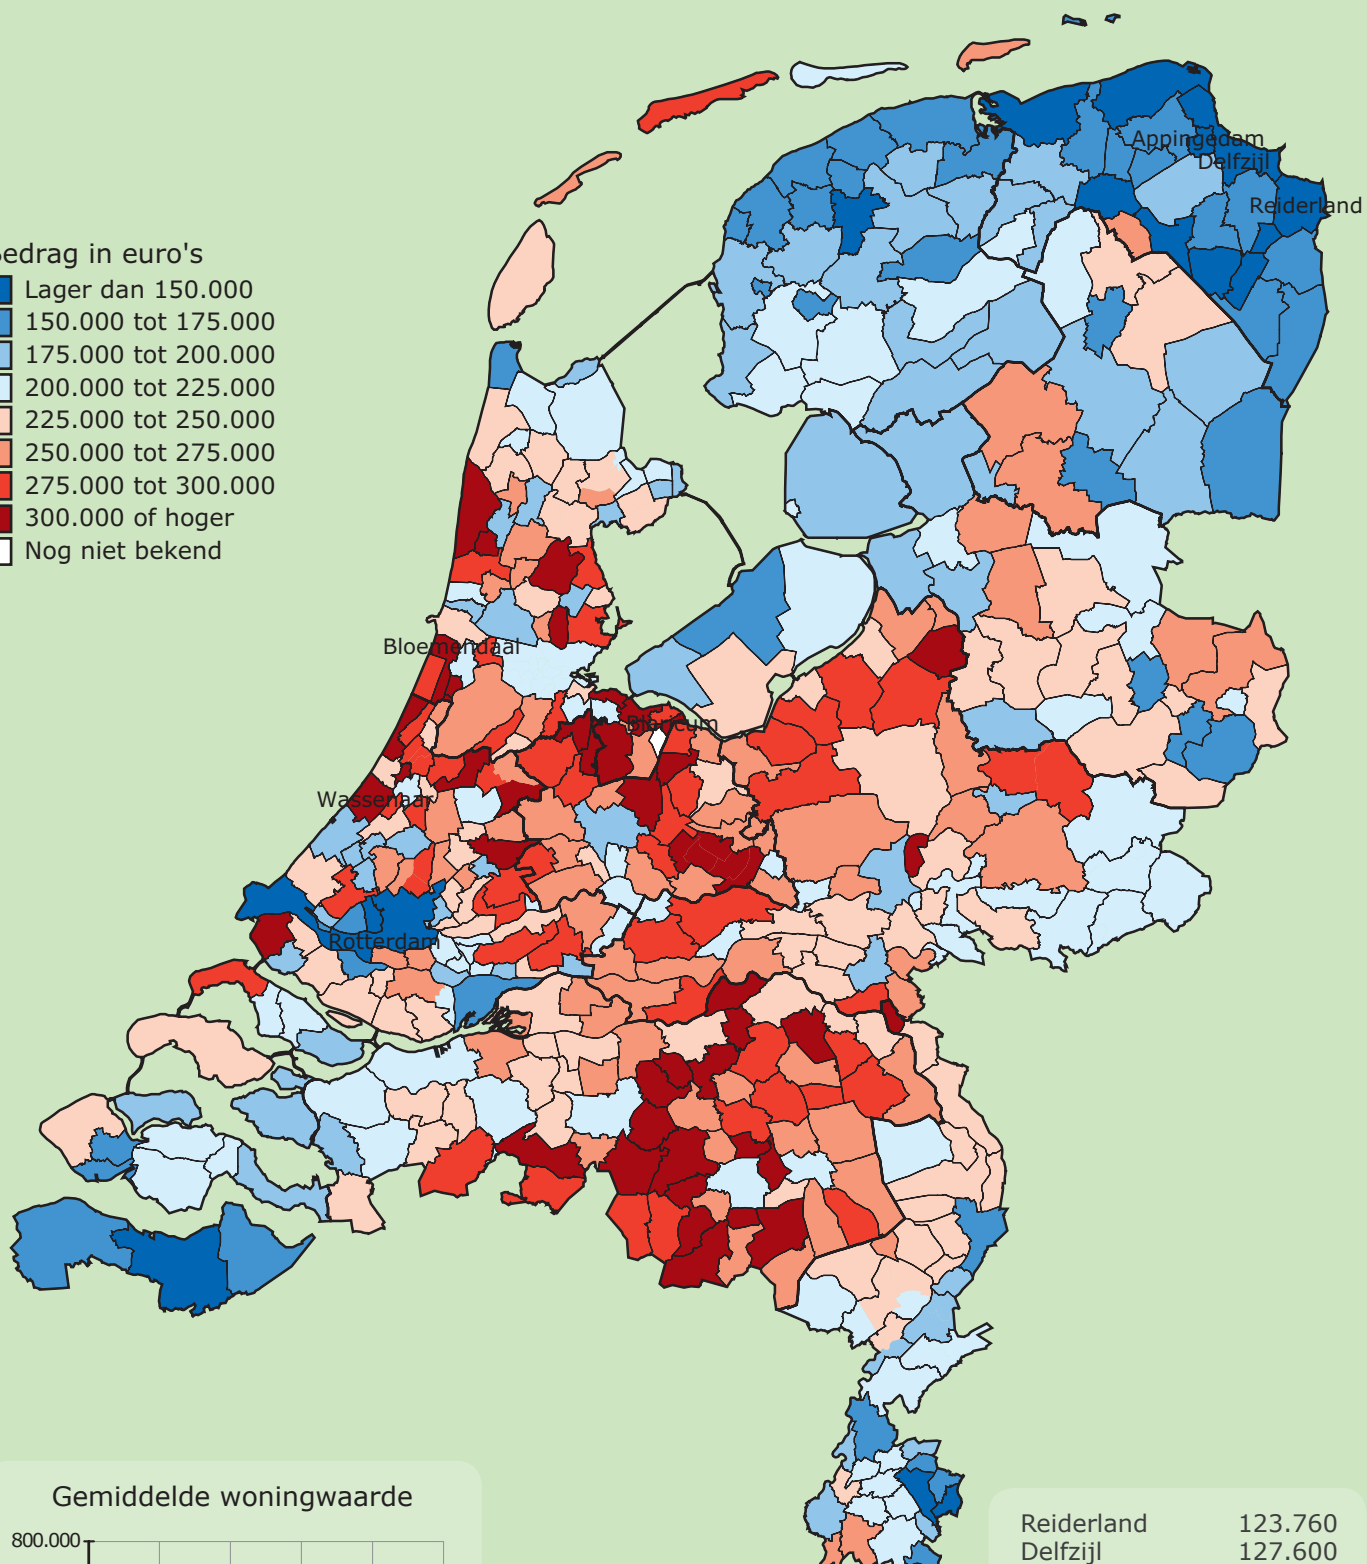 Appingedam
Delfzijl
Reiderland
Bedrag in euro's
Lager dan 150.000
150.000 tot 175.000
175.000 tot 200.000
200.000 tot 225.000
225.000 tot 250.000
250.000 tot 275.000
275.000 tot 300.000
300.000 of hoger
Nog niet bekend
Bloemendaal
Blaricum
Wassenaar
Rotterdam
Gemiddelde woningwaarde
800.000
Reiderland 123.760
Delfzijl 127.600